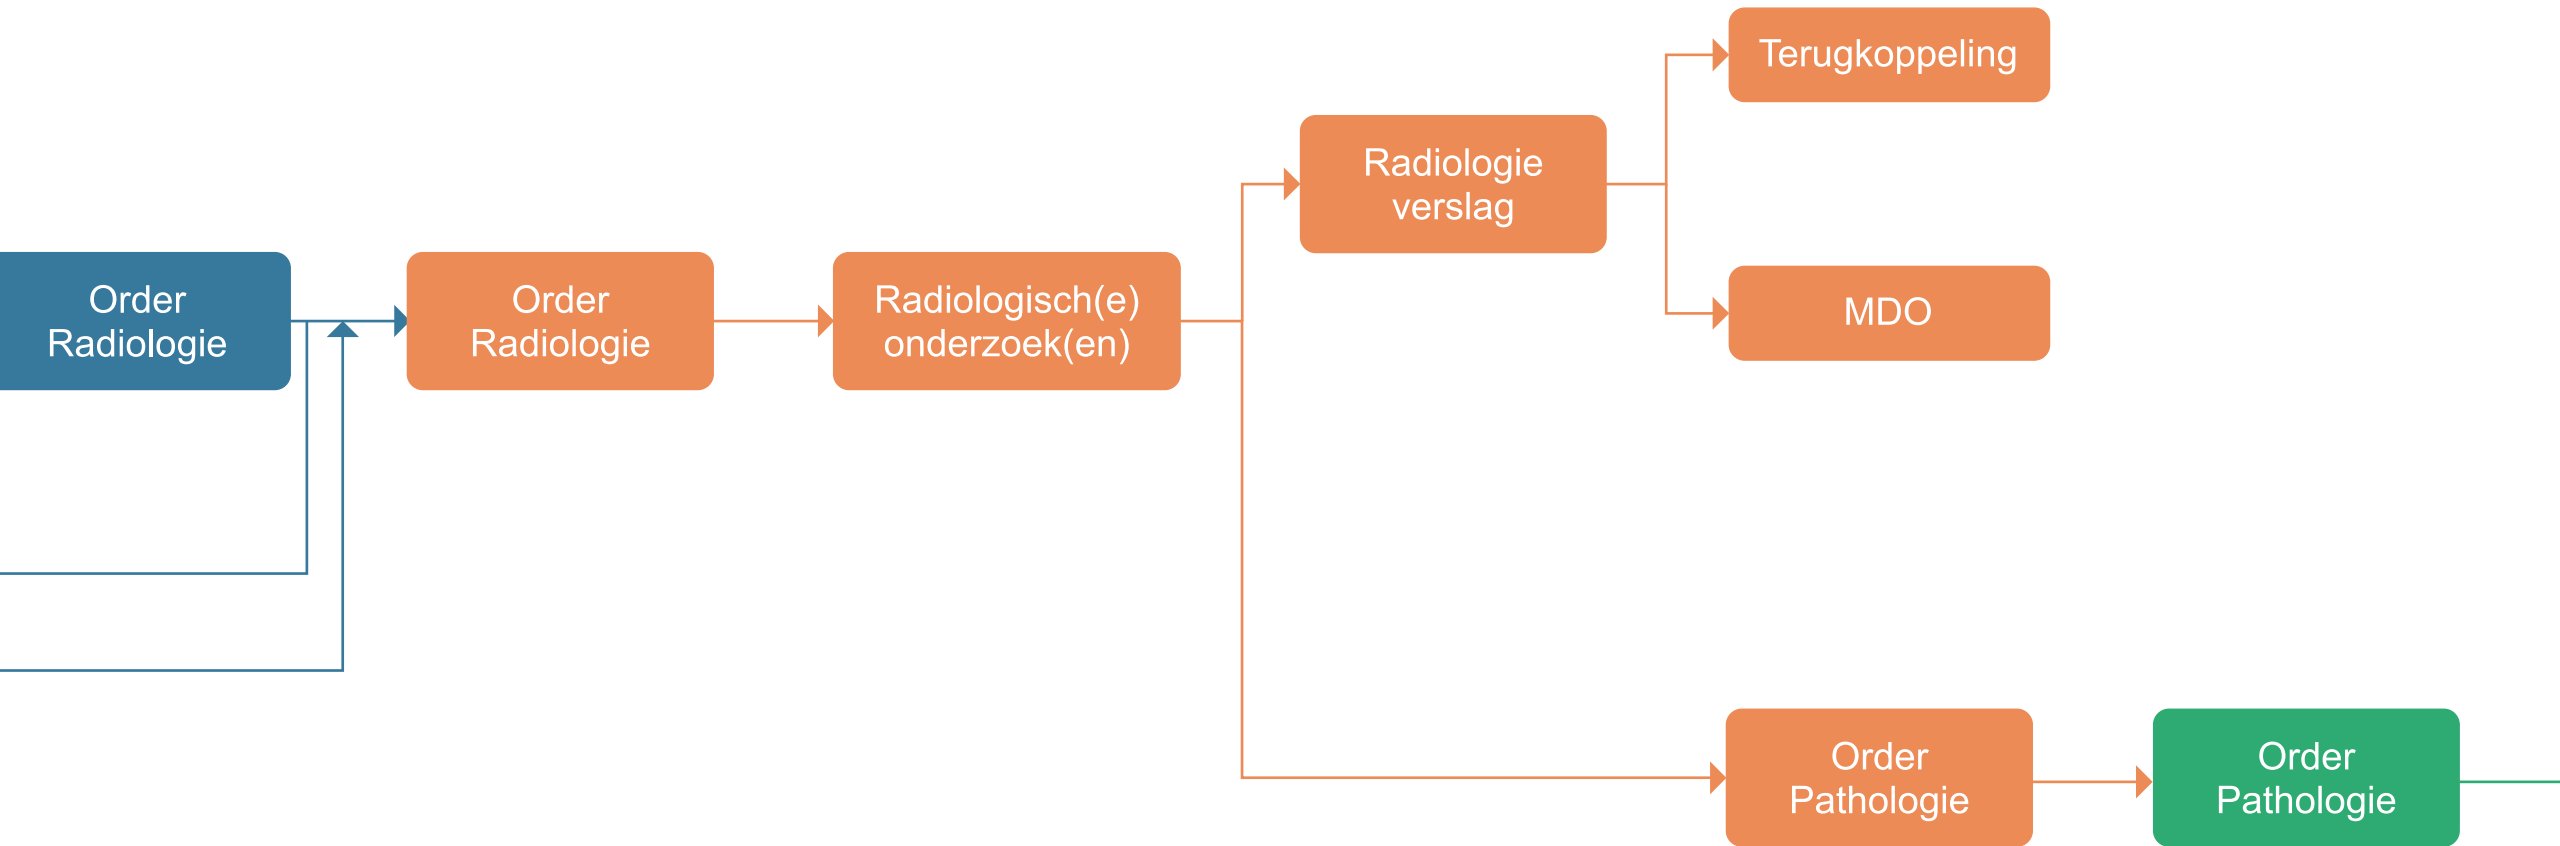 Terugkoppeling
Radiologie
verslag
MDO
Order
Radiologie
Order
Radiologie
Radiologisch(e)
onderzoek(en)
Order
Pathologie
Order
Pathologie